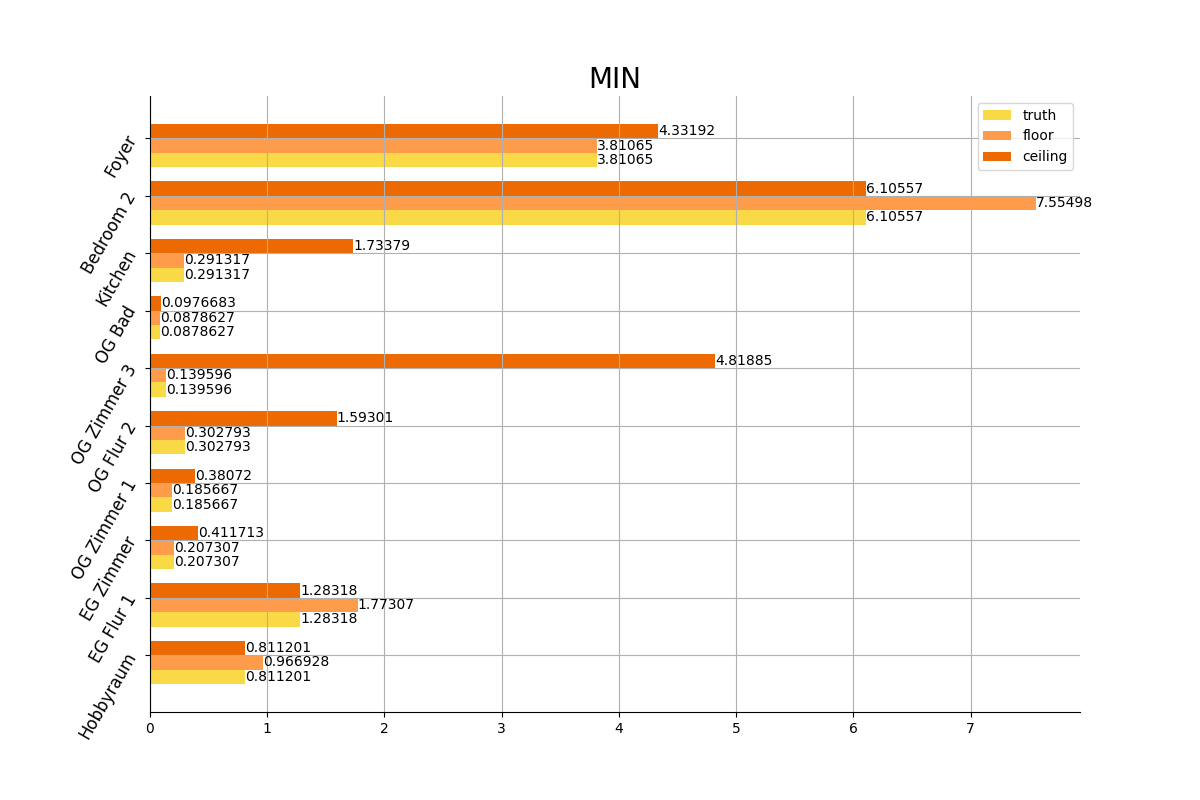 MIN
truth
floor
ceiling
Foyer
4.33192
3.81065
3.81065
Bedroom 2
6.10557
7.55498
6.10557
Kitchen
1.73379
0.291317
0.291317
OG Bad
0.0976683
0.0878627
0.0878627
OG Zimmer 3
4.81885
0.139596
0.139596
OG Flur 2
1.59301
0.302793
0.302793
OG Zimmer 1
0.38072
0.185667
0.185667
EG Zimmer
0.411713
0.207307
0.207307
EG Flur 1
1.28318
1.77307
1.28318
Hobbyraum
0.811201
0.966928
0.811201
0 1 2 3 4 5 6 7